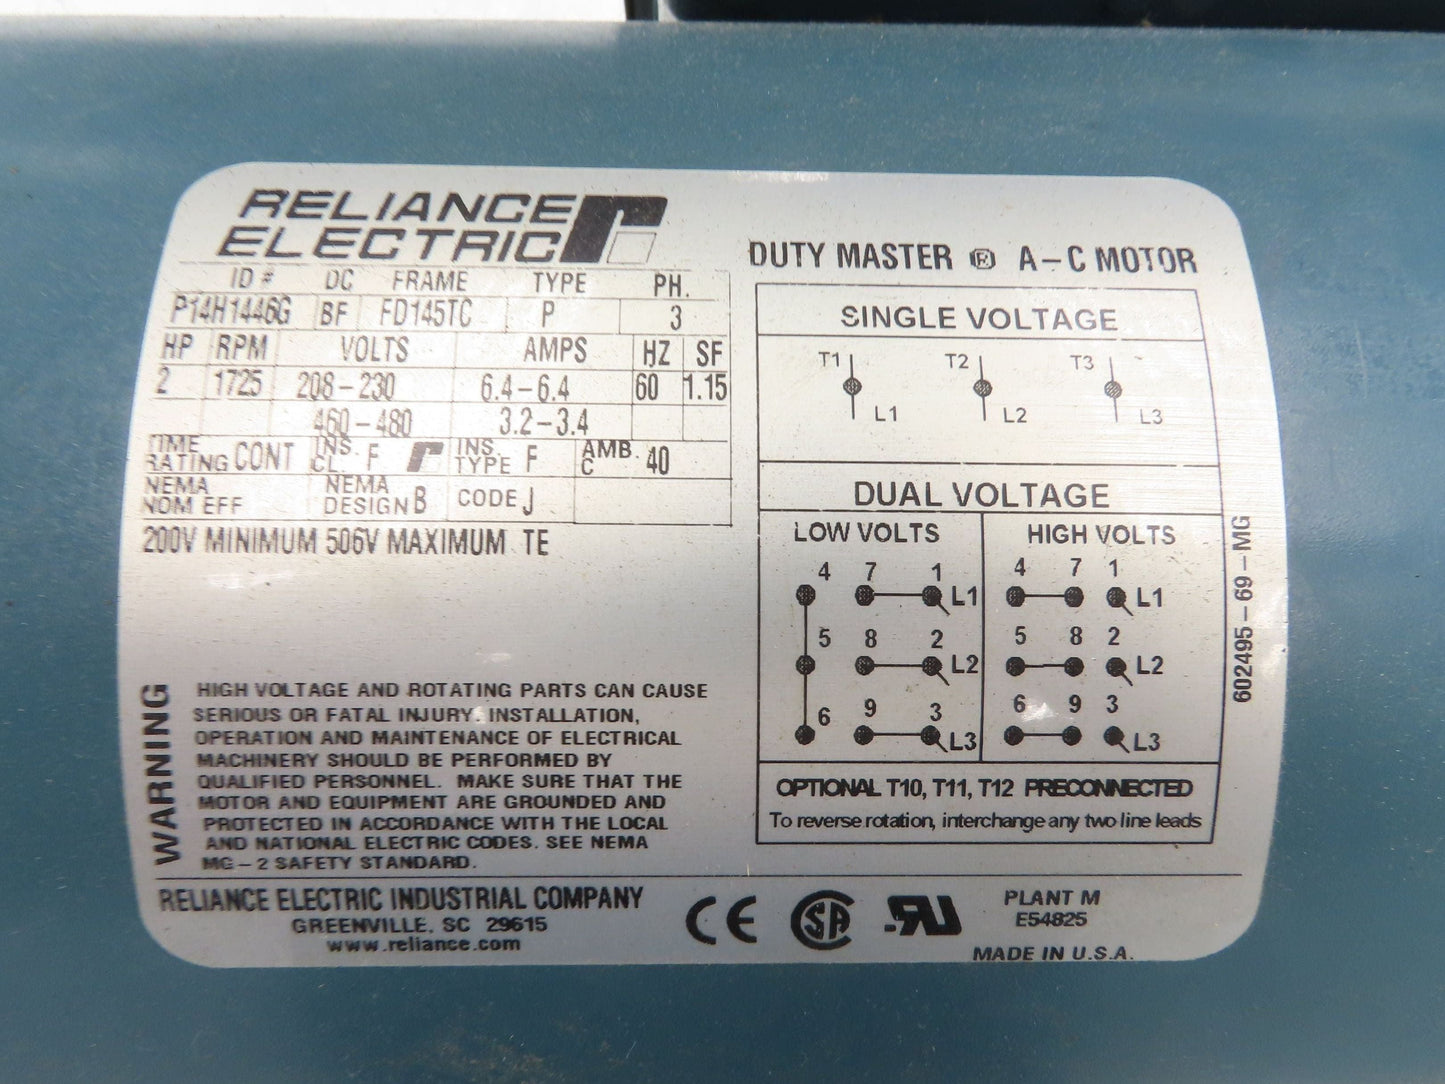 RELIANCE
ELECTRIC
ID # DC FRAME TYPE PH.
P14H1446G BF FD145TC P 3
HP RPM VOLTS AMPS HZ SF
2 1725 208-230 6.4-6.4 60 1.15
460-480 3.2-3.4
TIME RATING CONT INS. CL. F INS. TYPE F AMB. C 40
NEMA NOM EFF NEMA DESIGN B CODE J
200V MINIMUM 506V MAXIMUM TE
WARNING
HIGH VOLTAGE AND ROTATING PARTS CAN CAUSE
SERIOUS OR FATAL INJURY. INSTALLATION,
OPERATION AND MAINTENANCE OF ELECTRICAL
MACHINERY SHOULD BE PERFORMED BY
QUALIFIED PERSONNEL. MAKE SURE THAT THE
MOTOR AND EQUIPMENT ARE GROUNDED AND
PROTECTED IN ACCORDANCE WITH THE LOCAL
AND NATIONAL ELECTRIC CODES. SEE NEMA
MG-2 SAFETY STANDARD.
DUTY MASTER ® A-C MOTOR
SINGLE VOLTAGE
T1 T2 T3
L1 L2 L3
DUAL VOLTAGE
LOW VOLTS HIGH VOLTS
4 7 1 L1 4 7 1 L1
5 8 2 L2 5 8 2 L2
6 9 3 L3 6 9 3 L3
OPTIONAL T10, T11, T12 PRECONNECTED
To reverse rotation, interchange any two line leads
602495-69-MG
RELIANCE ELECTRIC INDUSTRIAL COMPANY
GREENVILLE, SC 29615
www.reliance.com
CE SA RU
PLANT M
E54825
MADE IN U.S.A.